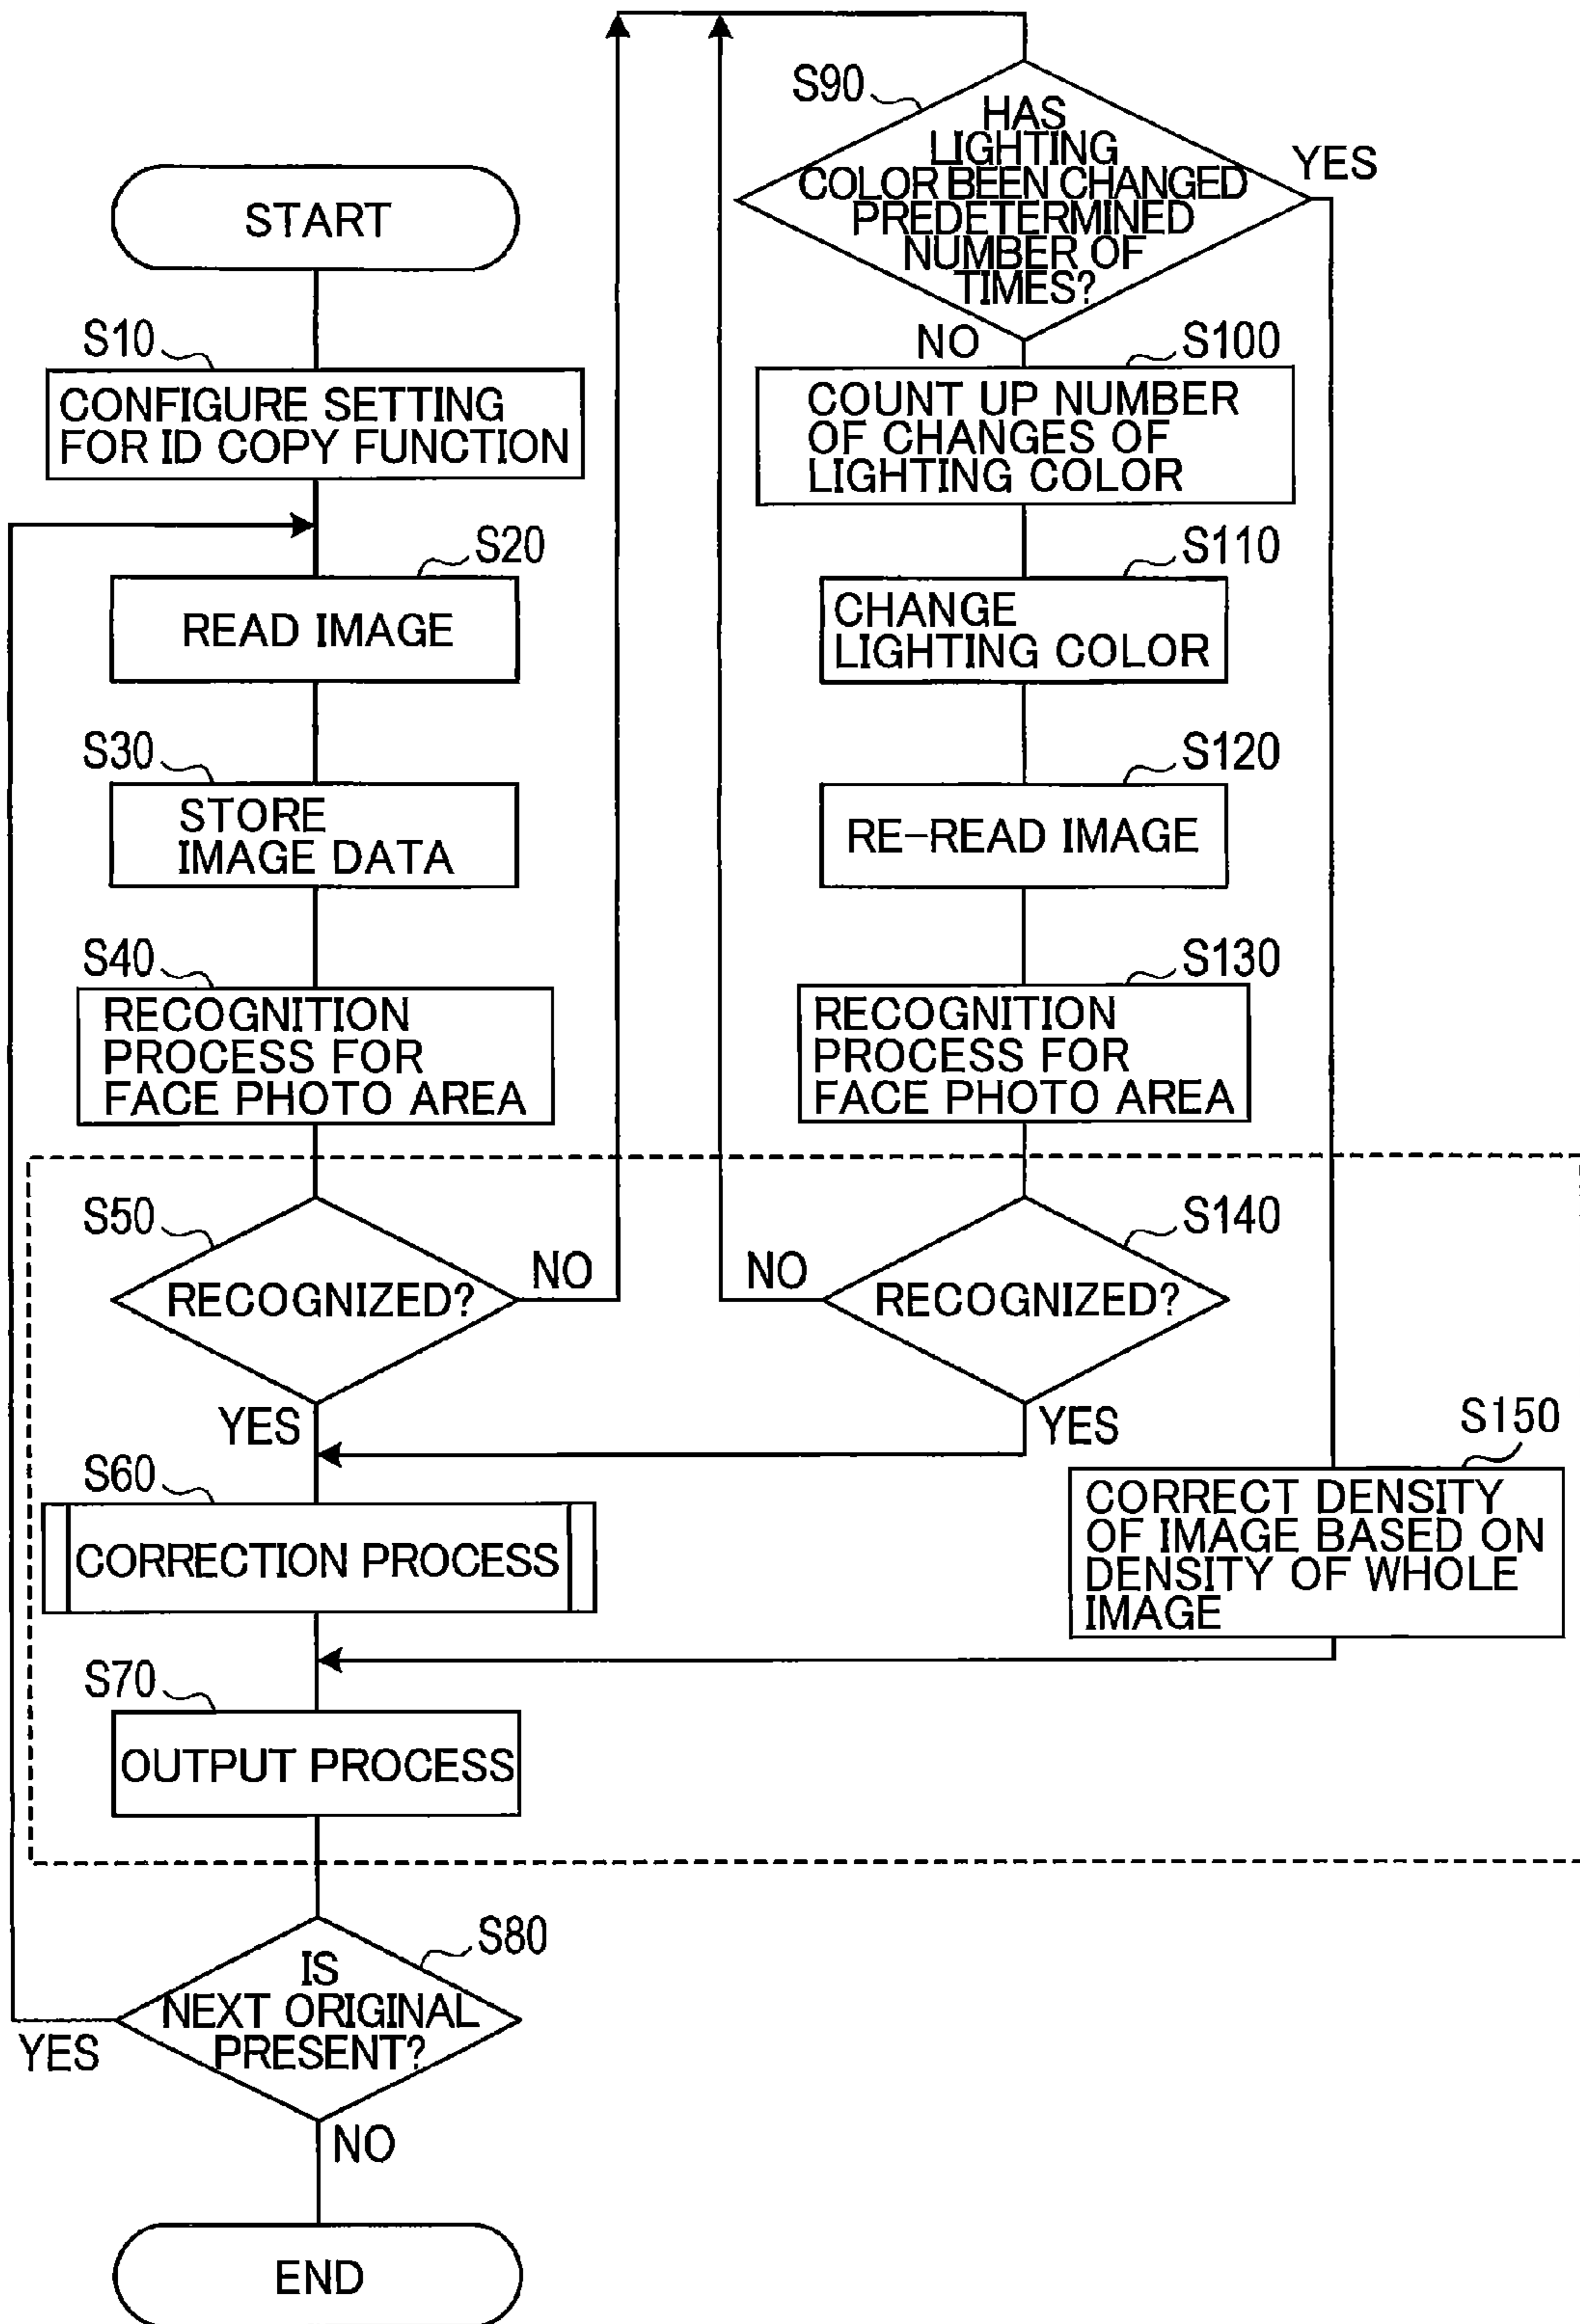 START
S10
CONFIGURE SETTING
FOR ID COPY FUNCTION
S20
READ IMAGE
S30
STORE
IMAGE DATA
S40
RECOGNITION
PROCESS FOR
FACE PHOTO AREA
S50
RECOGNIZED?
NO
YES
S60
CORRECTION PROCESS
S70
OUTPUT PROCESS
S80
IS
NEXT ORIGINAL
PRESENT?
YES
NO
END
S90
HAS
LIGHTING
COLOR BEEN CHANGED
PREDETERMINED
NUMBER OF
TIMES?
YES
NO
S100
COUNT UP NUMBER
OF CHANGES OF
LIGHTING COLOR
S110
CHANGE
LIGHTING COLOR
S120
RE-READ IMAGE
S130
RECOGNITION
PROCESS FOR
FACE PHOTO AREA
S140
RECOGNIZED?
NO
YES
S150
CORRECT DENSITY
OF IMAGE BASED ON
DENSITY OF WHOLE
IMAGE